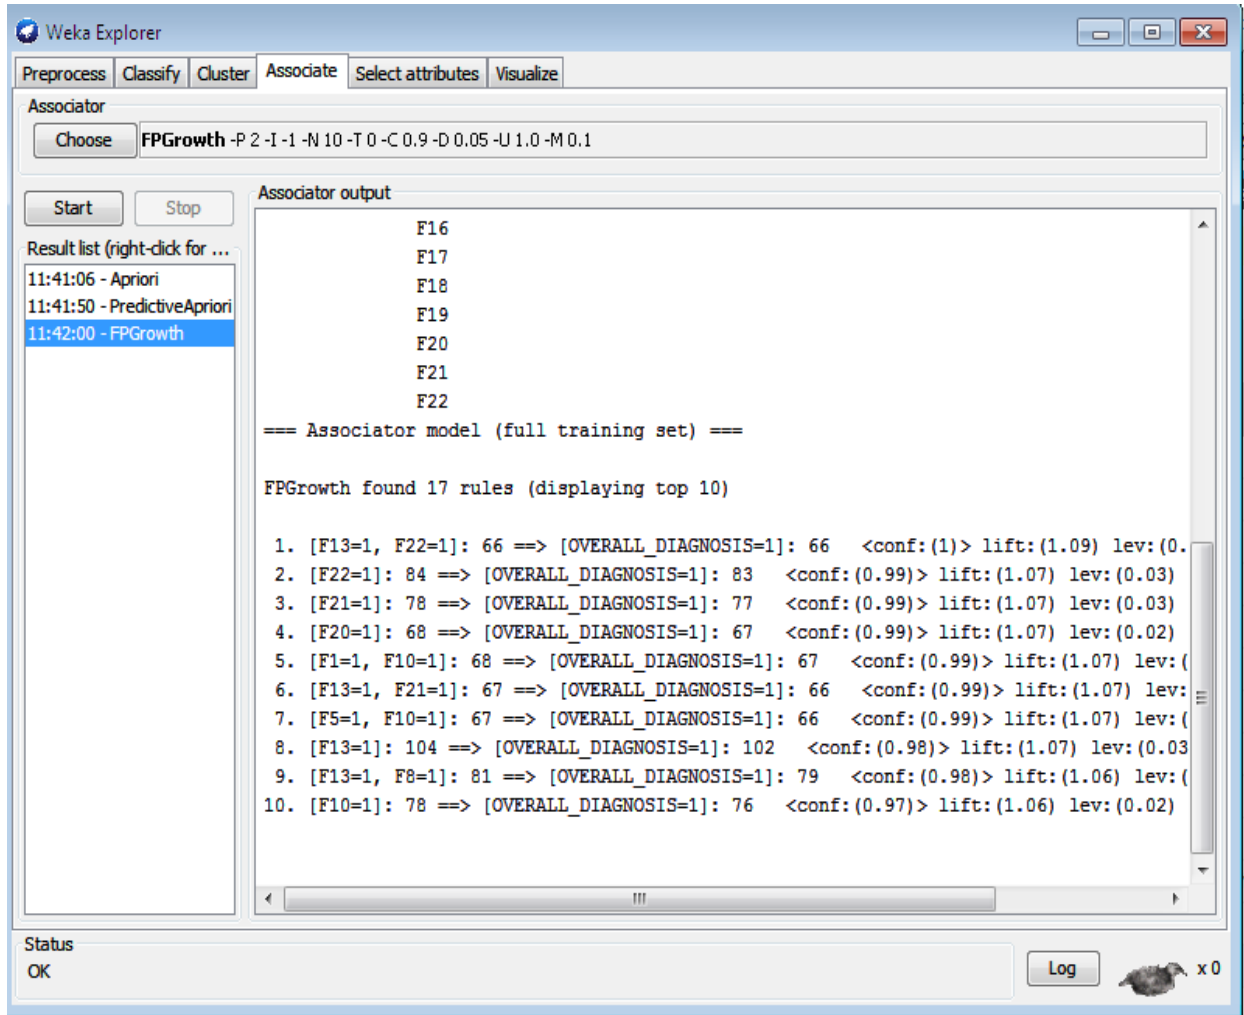 Weka Explorer
Preprocess Classify Cluster Associate Select attributes Visualize
Associator
Choose FPGrowth -P 2 -I -1 -N 10 -T 0 -C 0.9 -D 0.05 -U 1.0 -M 0.1
Start Stop
Result list (right-click for ...
11:41:06 - Apriori
11:41:50 - PredictiveApriori
11:42:00 - FPGrowth
Associator output
F16
F17
F18
F19
F20
F21
F22
=== Associator model (full training set) ===
FPGrowth found 17 rules (displaying top 10)
1. [F13=1, F22=1]: 66 ==> [OVERALL_DIAGNOSIS=1]: 66 <conf:(1)> lift:(1.09) lev:(0.
2. [F22=1]: 84 ==> [OVERALL_DIAGNOSIS=1]: 83 <conf:(0.99)> lift:(1.07) lev:(0.03)
3. [F21=1]: 78 ==> [OVERALL_DIAGNOSIS=1]: 77 <conf:(0.99)> lift:(1.07) lev:(0.03)
4. [F20=1]: 68 ==> [OVERALL_DIAGNOSIS=1]: 67 <conf:(0.99)> lift:(1.07) lev:(0.02)
5. [F1=1, F10=1]: 68 ==> [OVERALL_DIAGNOSIS=1]: 67 <conf:(0.99)> lift:(1.07) lev:(
6. [F13=1, F21=1]: 67 ==> [OVERALL_DIAGNOSIS=1]: 66 <conf:(0.99)> lift:(1.07) lev:
7. [F5=1, F10=1]: 67 ==> [OVERALL_DIAGNOSIS=1]: 66 <conf:(0.99)> lift:(1.07) lev:(
8. [F13=1]: 104 ==> [OVERALL_DIAGNOSIS=1]: 102 <conf:(0.98)> lift:(1.07) lev:(0.03
9. [F13=1, F8=1]: 81 ==> [OVERALL_DIAGNOSIS=1]: 79 <conf:(0.98)> lift:(1.06) lev:(
10. [F10=1]: 78 ==> [OVERALL_DIAGNOSIS=1]: 76 <conf:(0.97)> lift:(1.06) lev:(0.02)
Status
OK
Log x 0